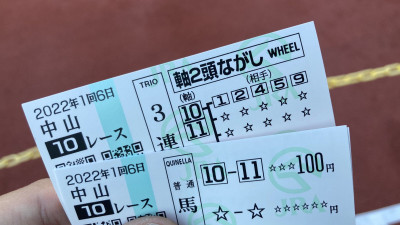 2022年1回6日
中山
10レース
TRIO
3連
軸2頭ながし WHEEL
(軸)
(相手)
10
11
1 2 4 5 9
☆☆☆☆☆
☆☆☆☆☆
2022年1回6日
中山
10レース
QUINELLA
普通
馬
10-11 ☆☆☆100円
☆-☆ ☆☆☆☆☆☆円